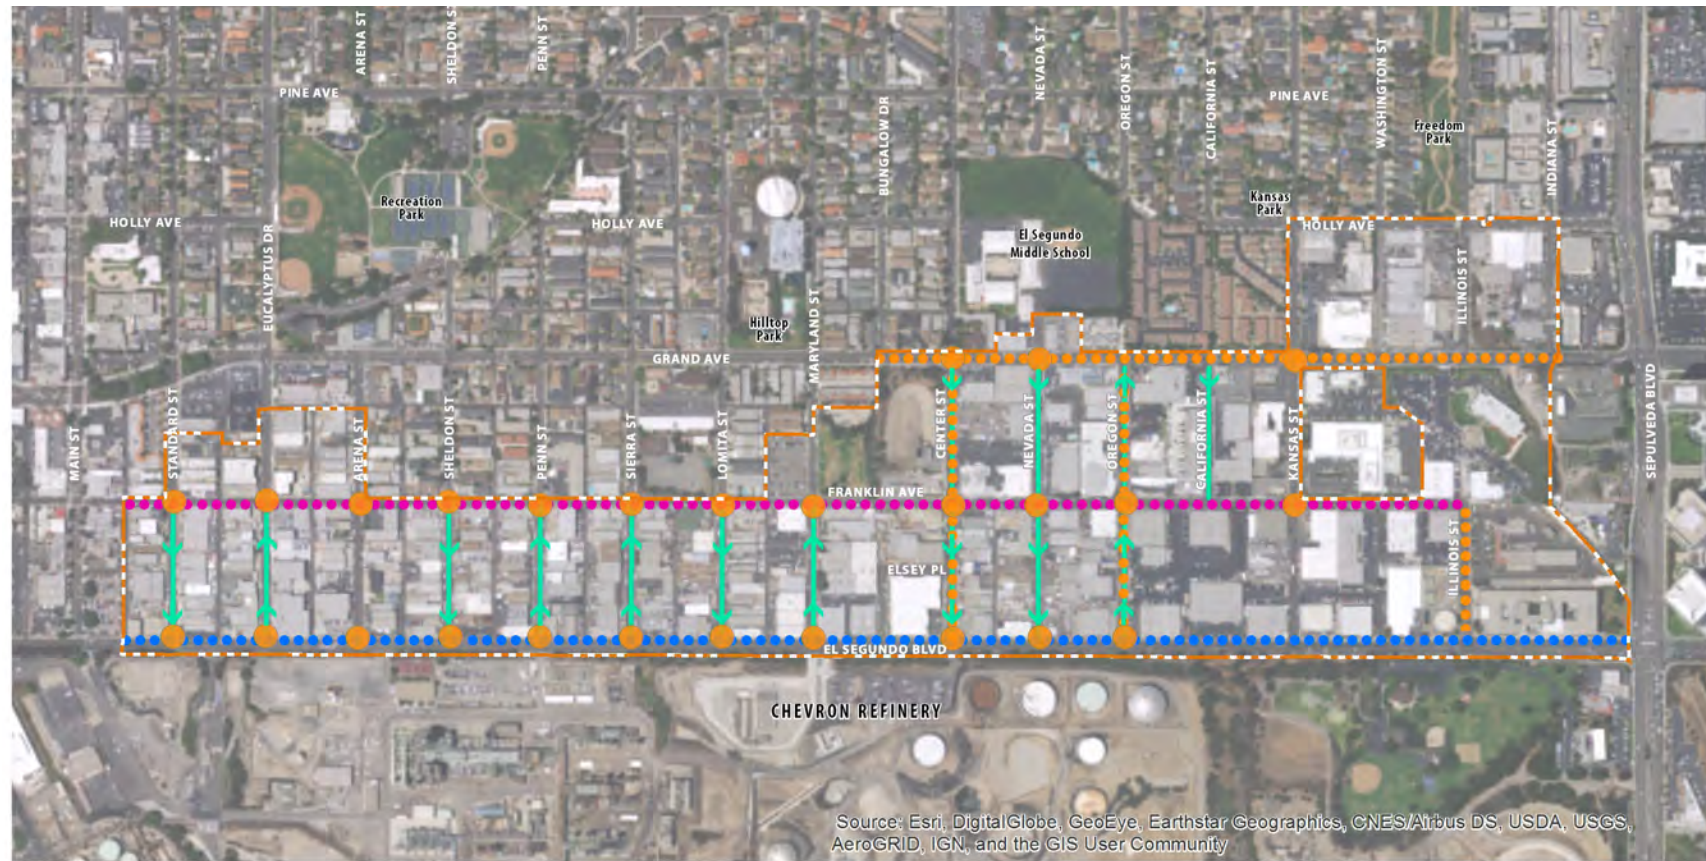 ARENA ST
SHELDON ST
PENN ST
NEVADA ST
OREGON ST
CALIFORNIA ST
WASHINGTON ST
INDIANA ST
BUNGALOW DR
PINE AVE
PINE AVE
Freedom
Park
Recreation
Park
Kansas
Park
HOLLY AVE
HOLLY AVE
HOLLY AVE
EUCALYPTUS DR
El Segundo
Middle School
ILLINOIS ST
Hilltop
Park
MARYLAND ST
GRAND AVE
MAIN ST
STANDARD ST
ARENA ST
SHELDON ST
PENN ST
SIERRA ST
LOMITA ST
CENTER ST
NEVADA ST
OREGON ST
CALIFORNIA ST
KANSAS ST
SEPULVEDA BLVD
FRANKLIN AVE
ELSEY PL
ILLINOIS ST
EL SEGUNDO BLVD
CHEVRON REFINERY
Source: Esri, DigitalGlobe, GeoEye, Earthstar Geographics, CNES/Airbus DS, USDA, USGS,
AeroGRID, IGN, and the GIS User Community